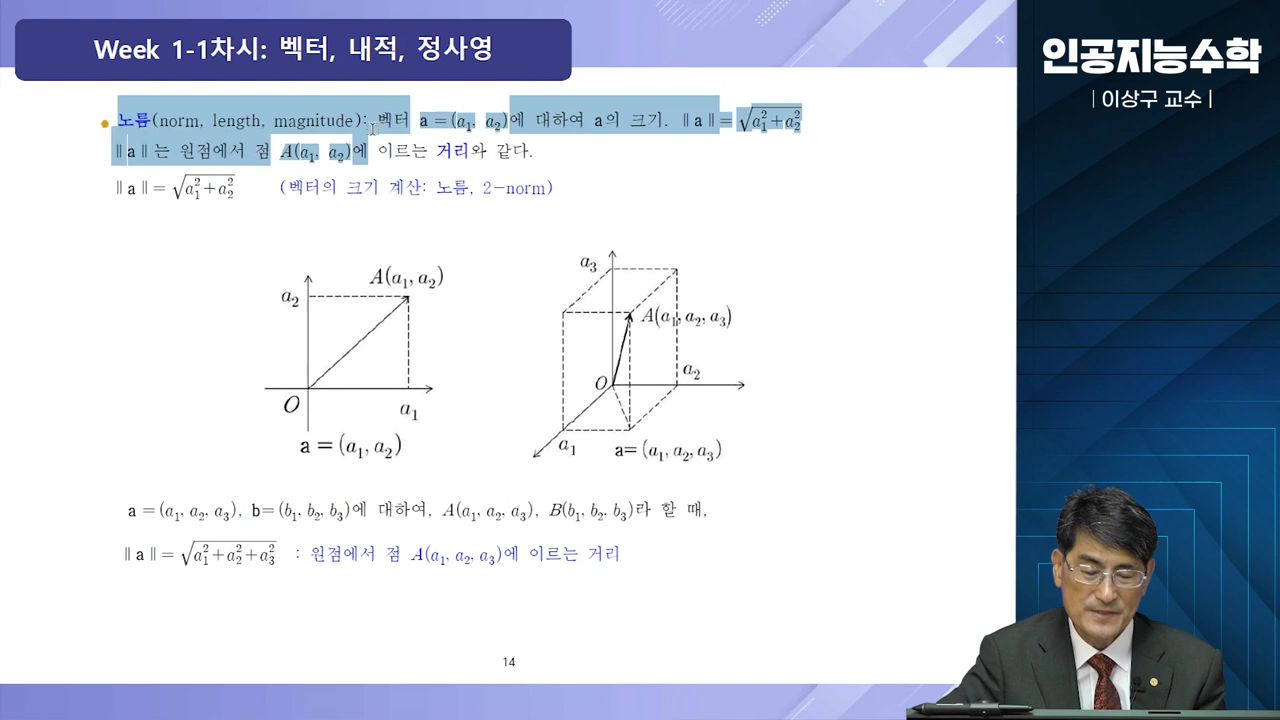 Week 1-1차시: 벡터, 내적, 정사영
인공지능수학
| 이상구 교수 |
노름(norm, length, magnitude): 벡터 a = (a₁, a₂)에 대하여 a의 크기. ∥a∥ = √(a₁²+a₂²)
∥a∥는 원점에서 점 A(a₁, a₂)에 이르는 거리와 같다.
∥a∥ = √(a₁²+a₂²) (벡터의 크기 계산: 노름, 2-norm)
A(a₁, a₂)
a₂
O
a₁
a = (a₁, a₂)
a₃
A(a₁, a₂, a₃)
a₂
O
a₁
a=(a₁, a₂, a₃)
a = (a₁, a₂, a₃), b=(b₁, b₂, b₃)에 대하여, A(a₁, a₂, a₃), B(b₁, b₂, b₃)라 할 때,
∥a∥ = √(a₁²+a₂²+a₃²) : 원점에서 점 A(a₁, a₂, a₃)에 이르는 거리
14